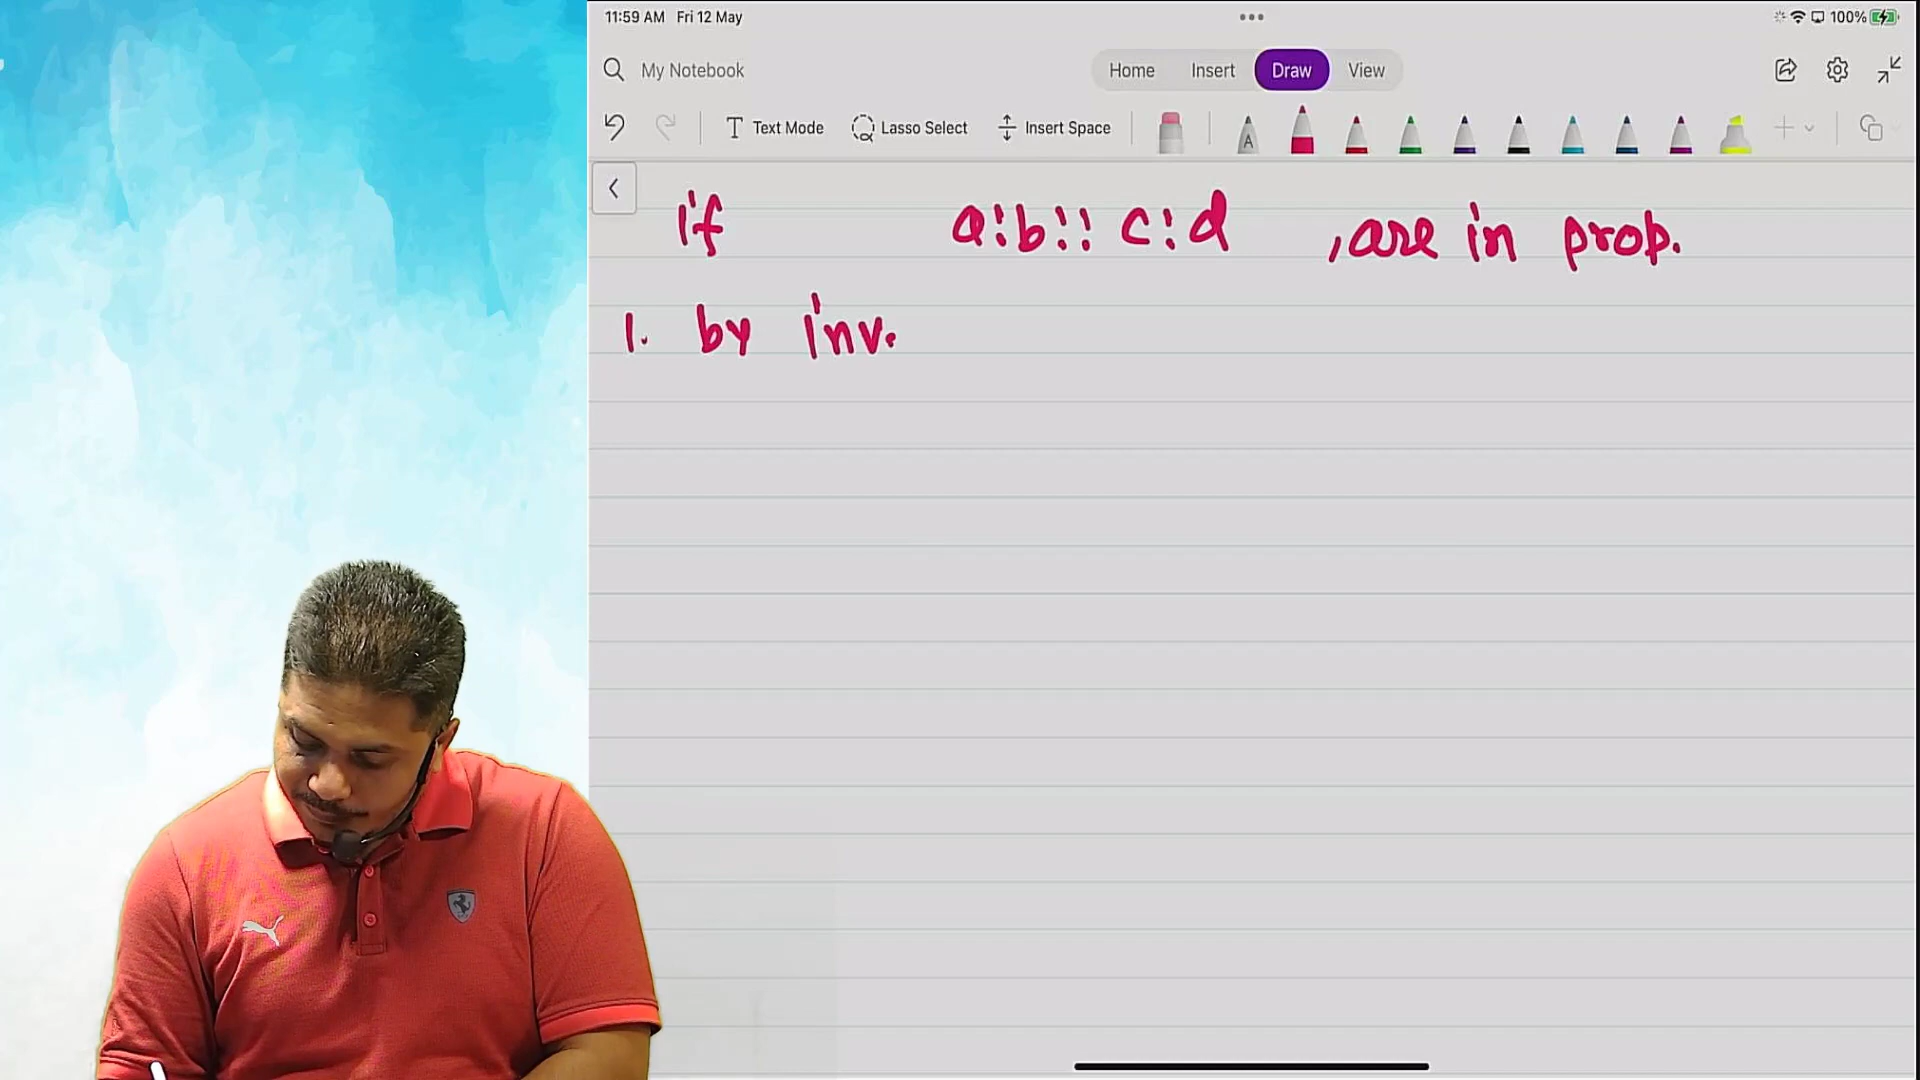 11:59 AM Fri 12 May
100%
My Notebook
Home Insert Draw View
Text Mode Lasso Select Insert Space
A
if a:b:: c:d , are in prop.
1. by inv.